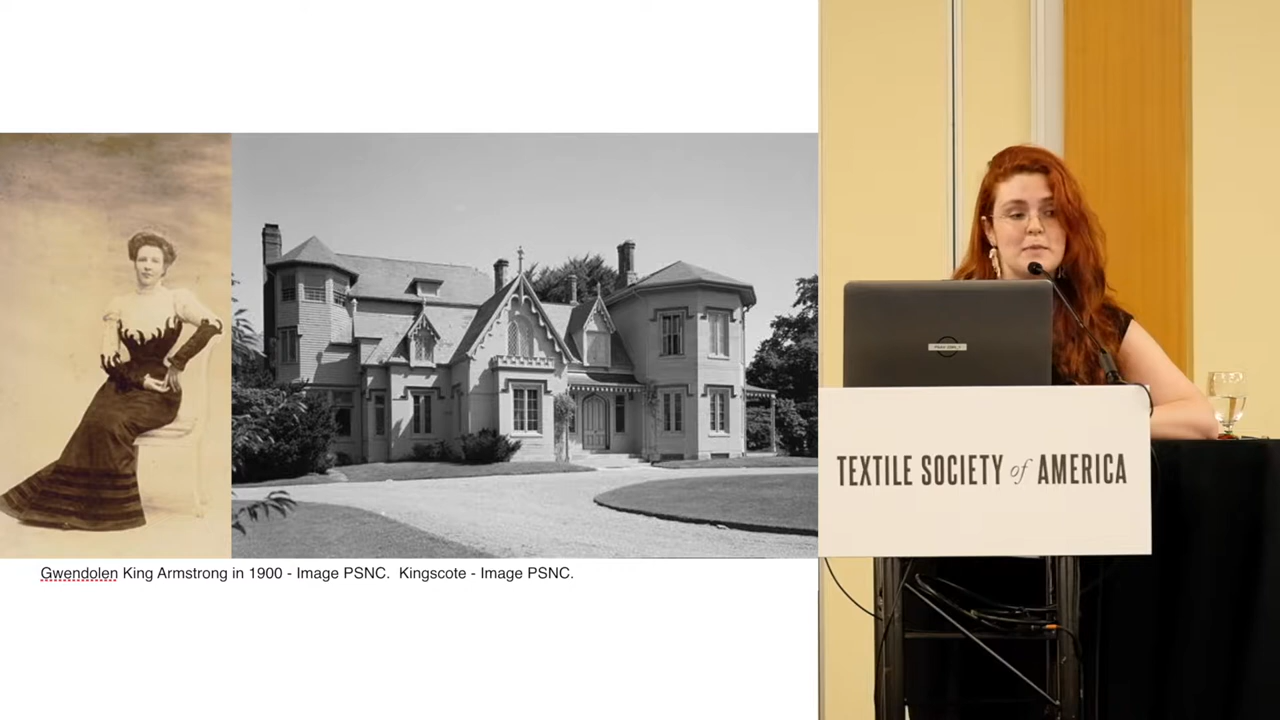 Gwendolen King Armstrong in 1900 - Image PSNC.  Kingscote - Image PSNC.
TEXTILE SOCIETY of AMERICA